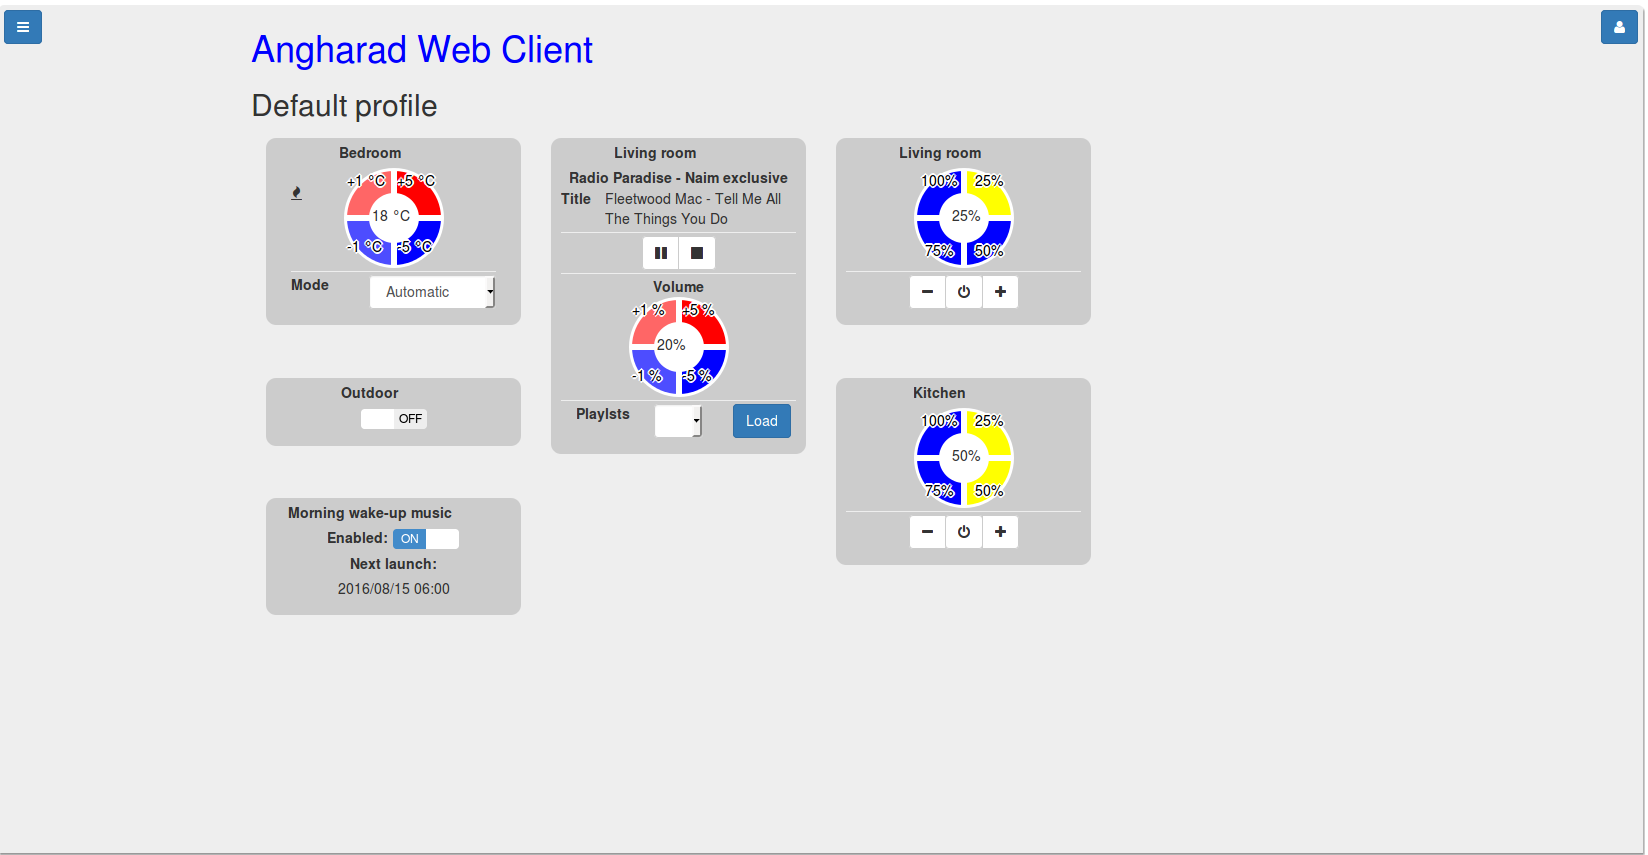 Angharad Web Client
Default profile
Bedroom
+1 °C +5 °C
18 °C
-1 °C -5 °C
Mode Automatic
Outdoor
OFF
Morning wake-up music
Enabled: ON
Next launch:
2016/08/15 06:00
Living room
Radio Paradise - Naim exclusive
Title Fleetwood Mac - Tell Me All
The Things You Do
Volume
+1 % +5 %
20%
-1 % -5 %
Playlsts Load
Living room
100% 25%
25%
75% 50%
Kitchen
100% 25%
50%
75% 50%